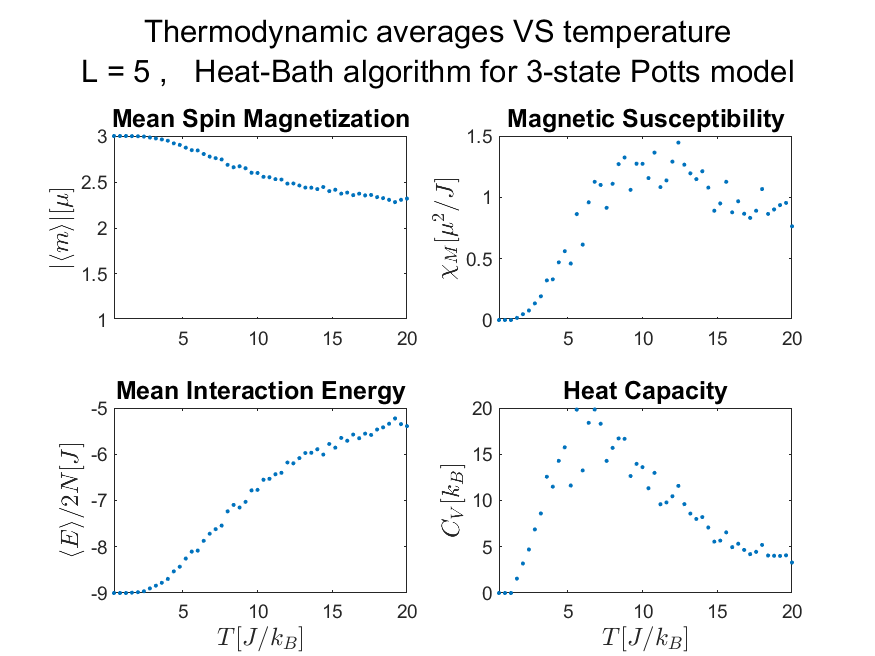 Thermodynamic averages VS temperature
L = 5 ,   Heat-Bath algorithm for 3-state Potts model
Mean Spin Magnetization
|⟨m⟩|[μ]
3
2.5
2
1.5
1
5 10 15 20
Magnetic Susceptibility
χ_M[μ²/J]
1.5
1
0.5
0
5 10 15 20
Mean Interaction Energy
⟨E⟩/2N[J]
-5
-6
-7
-8
-9
5 10 15 20
T[J/k_B]
Heat Capacity
C_V[k_B]
20
15
10
5
0
5 10 15 20
T[J/k_B]